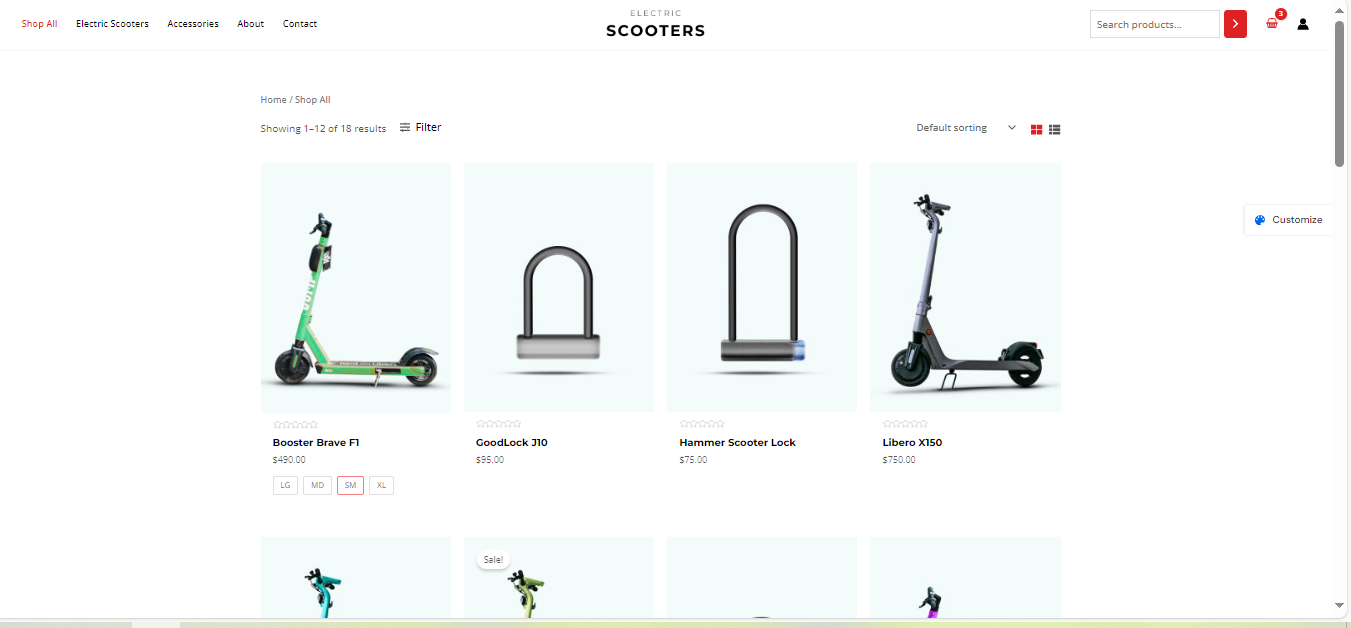 Shop All Electric Scooters Accessories About Contact
ELECTRIC
SCOOTERS
Search products...
3
Home / Shop All
Showing 1–12 of 18 results
Filter
Default sorting
Customize
Booster Brave F1
$490.00
LG MD SM XL
GoodLock J10
$95.00
Hammer Scooter Lock
$75.00
Libero X150
$750.00
Sale!